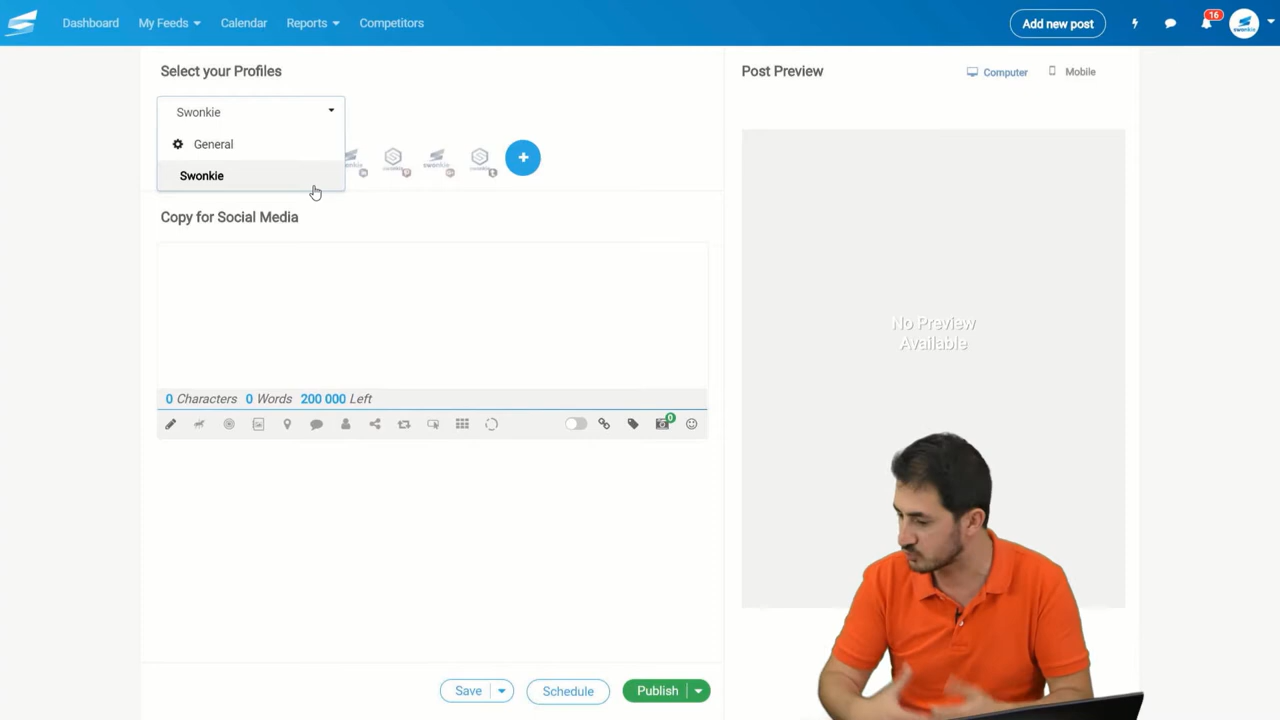 Dashboard My Feeds Calendar Reports Competitors Add new post 16
Select your Profiles
Swonkie
General
Swonkie
Copy for Social Media
0 Characters 0 Words 200 000 Left
0
Save Schedule Publish
Post Preview Computer Mobile
No Preview
Available